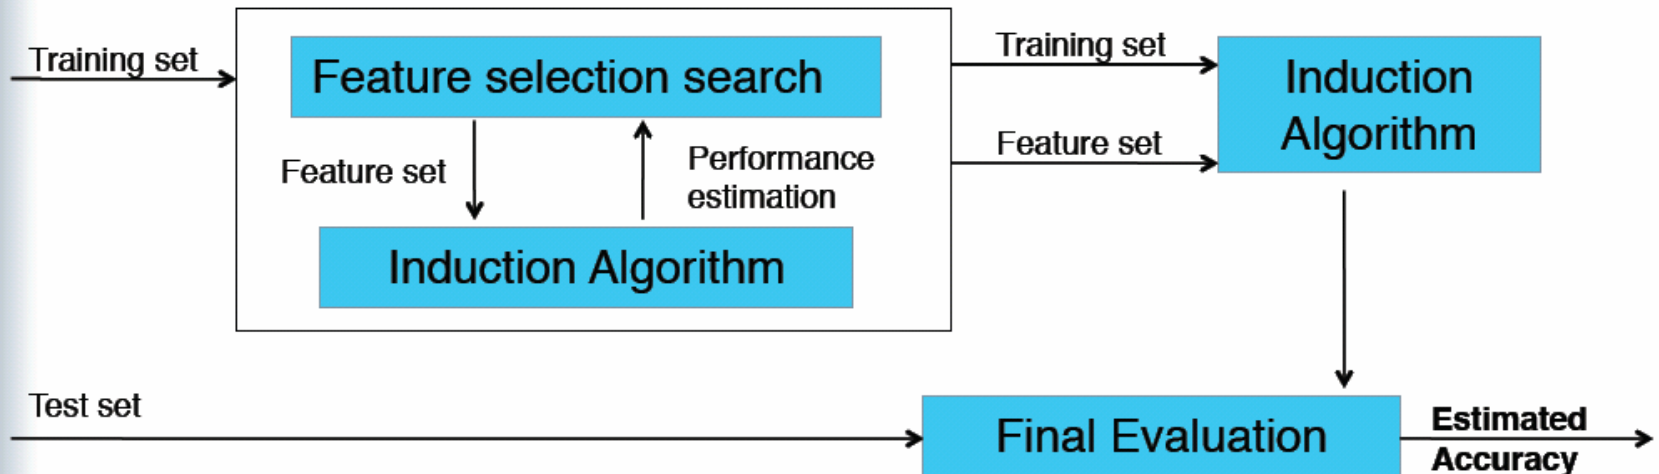 Training set
Feature selection search
Feature set
Performance
estimation
Induction Algorithm
Training set
Feature set
Induction
Algorithm
Test set
Final Evaluation
Estimated
Accuracy